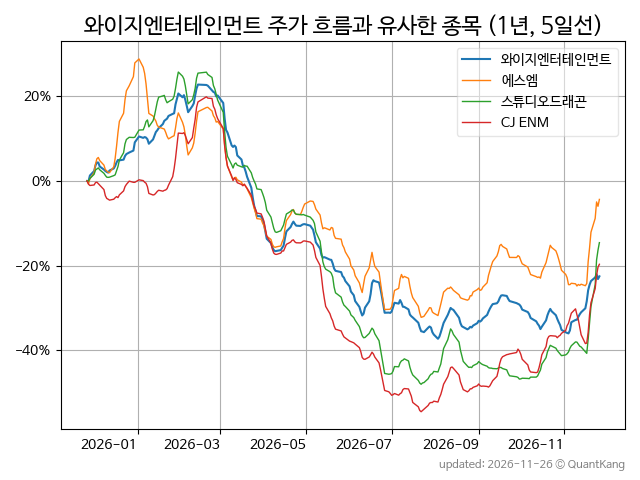 와이지엔터테인먼트 주가 흐름과 유사한 종목 (1년, 5일선)
와이지엔터테인먼트
에스엠
스튜디오드래곤
CJ ENM
20%
0%
−20%
−40%
2026−01 2026−03 2026−05 2026−07 2026−09 2026−11
updated: 2026-11-26 © QuantKang